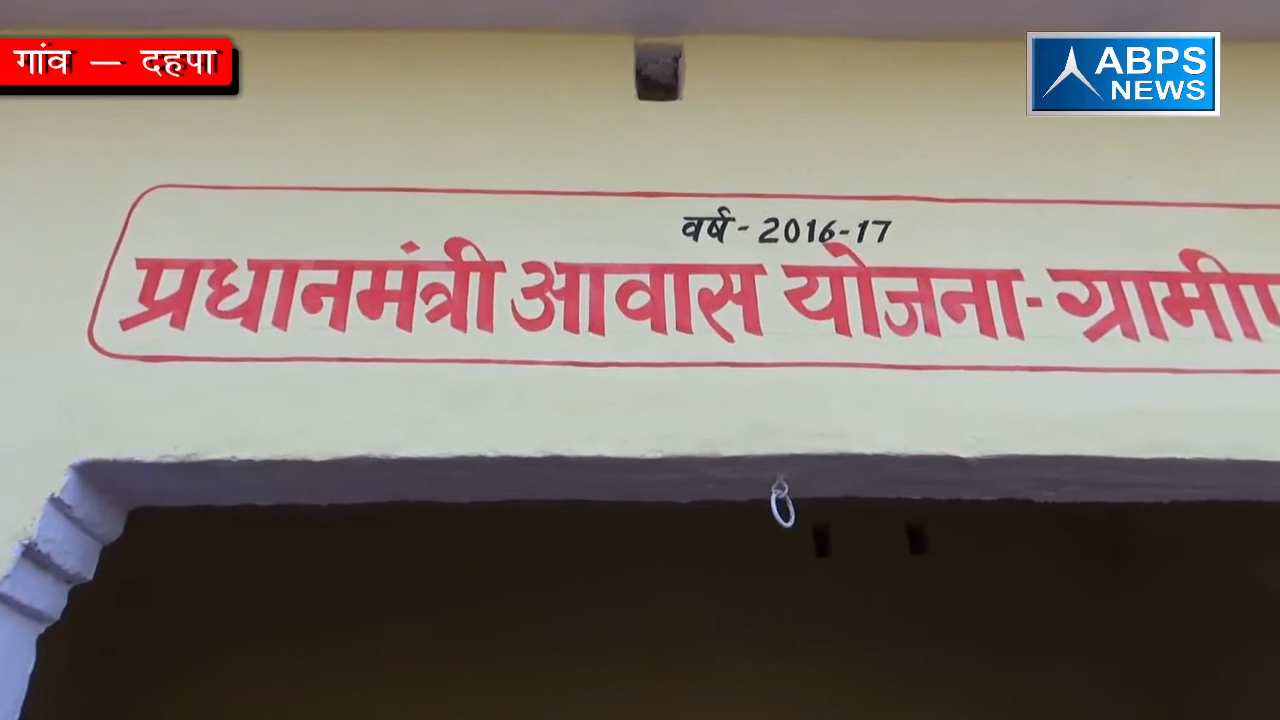 गांव — दहपा
ABPS
NEWS
वर्ष - 2016-17
प्रधानमंत्री आवास योजना-ग्रामीण